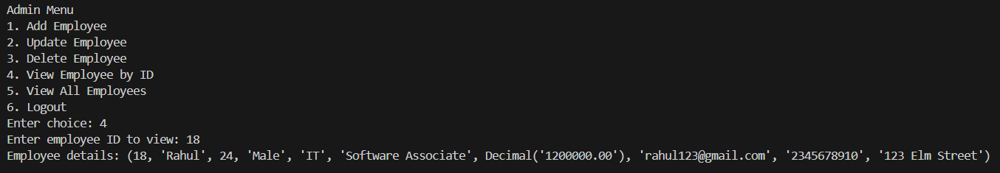 Admin Menu
1. Add Employee
2. Update Employee
3. Delete Employee
4. View Employee by ID
5. View All Employees
6. Logout
Enter choice: 4
Enter employee ID to view: 18
Employee details: (18, 'Rahul', 24, 'Male', 'IT', 'Software Associate', Decimal('1200000.00'), 'rahul123@gmail.com', '2345678910', '123 Elm Street')